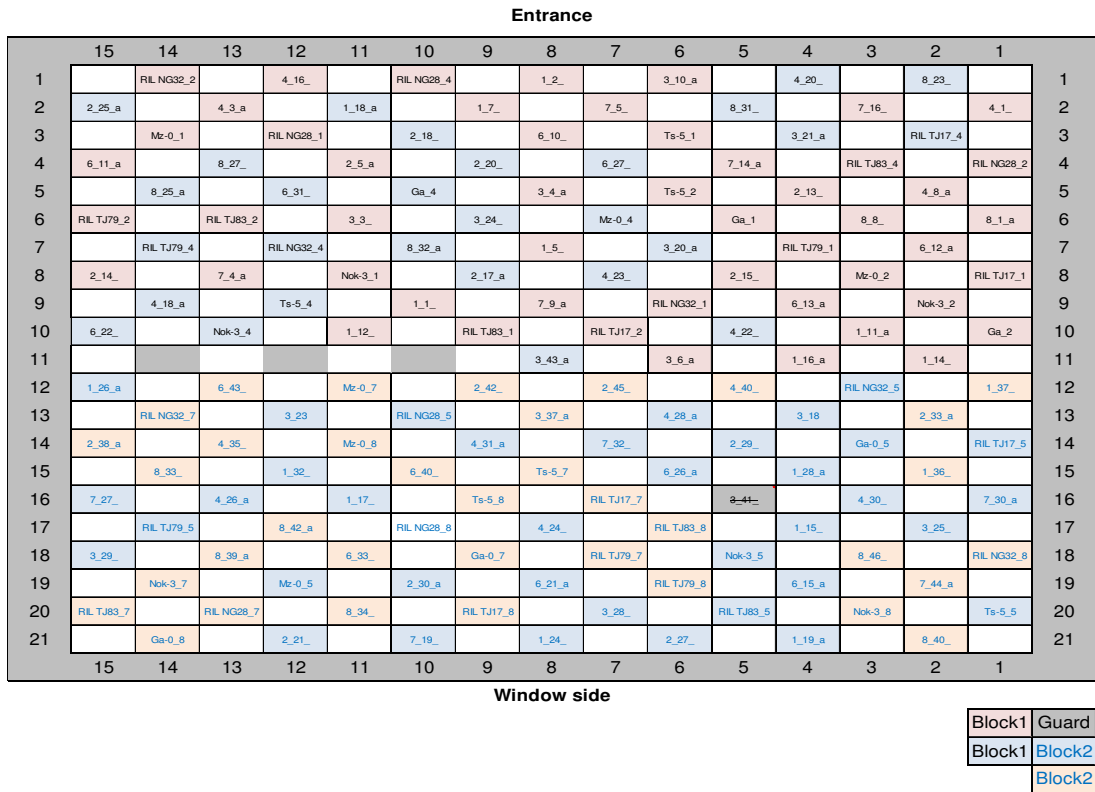 Entrance
15 14 13 12 11 10 9 8 7 6 5 4 3 2 1
1 RIL NG32_2 4_16_ RIL NG28_4 1_2_ 3_10_a 4_20_ 8_23_ 1
2 2_25_a 4_3_a 1_18_a 1_7_ 7_5_ 8_31_ 7_16_ 4_1_ 2
3 Mz-0_1 RIL NG28_1 2_18_ 6_10_ Ts-5_1 3_21_a RIL TJ17_4 3
4 6_11_a 8_27_ 2_5_a 2_20_ 6_27_ 7_14_a RIL TJ83_4 RIL NG28_2 4
5 8_25_a 6_31_ Ga_4 3_4_a Ts-5_2 2_13_ 4_8_a 5
6 RIL TJ79_2 RIL TJ83_2 3_3_ 3_24_ Mz-0_4 Ga_1 8_8_ 8_1_a 6
7 RIL TJ79_4 RIL NG32_4 8_32_a 1_5_ 3_20_a RIL TJ79_1 6_12_a 7
8 2_14_ 7_4_a Nok-3_1 2_17_a 4_23_ 2_15_ Mz-0_2 RIL TJ17_1 8
9 4_18_a Ts-5_4 1_1_ 7_9_a RIL NG32_1 6_13_a Nok-3_2 9
10 6_22_ Nok-3_4 1_12_ RIL TJ83_1 RIL TJ17_2 4_22_ 1_11_a Ga_2 10
11 3_43_a 3_6_a 1_16_a 1_14_ 11
12 1_26_a 6_43_ Mz-0_7 2_42_ 2_45_ 4_40_ RIL NG32_5 1_37_ 12
13 RIL NG32_7 3_23 RIL NG28_5 3_37_a 4_28_a 3_18 2_33_a 13
14 2_38_a 4_35_ Mz-0_8 4_31_a 7_32_ 2_29_ Ga-0_5 RIL TJ17_5 14
15 8_33_ 1_32_ 6_40_ Ts-5_7 6_26_a 1_28_a 1_36_ 15
16 7_27_ 4_26_a 1_17_ Ts-5_8 RIL TJ17_7 3_41_ 4_30_ 7_30_a 16
17 RIL TJ79_5 8_42_a RIL NG28_8 4_24_ RIL TJ83_8 1_15_ 3_25_ 17
18 3_29_ 8_39_a 6_33_ Ga-0_7 RIL TJ79_7 Nok-3_5 8_46_ RIL NG32_8 18
19 Nok-3_7 Mz-0_5 2_30_a 6_21_a RIL TJ79_8 6_15_a 7_44_a 19
20 RIL TJ83_7 RIL NG28_7 8_34_ RIL TJ17_8 3_28_ RIL TJ83_5 Nok-3_8 Ts-5_5 20
21 Ga-0_8 2_21_ 7_19_ 1_24_ 2_27_ 1_19_a 8_40_ 21
15 14 13 12 11 10 9 8 7 6 5 4 3 2 1
Window side
Block1 Guard
Block1 Block2
Block2